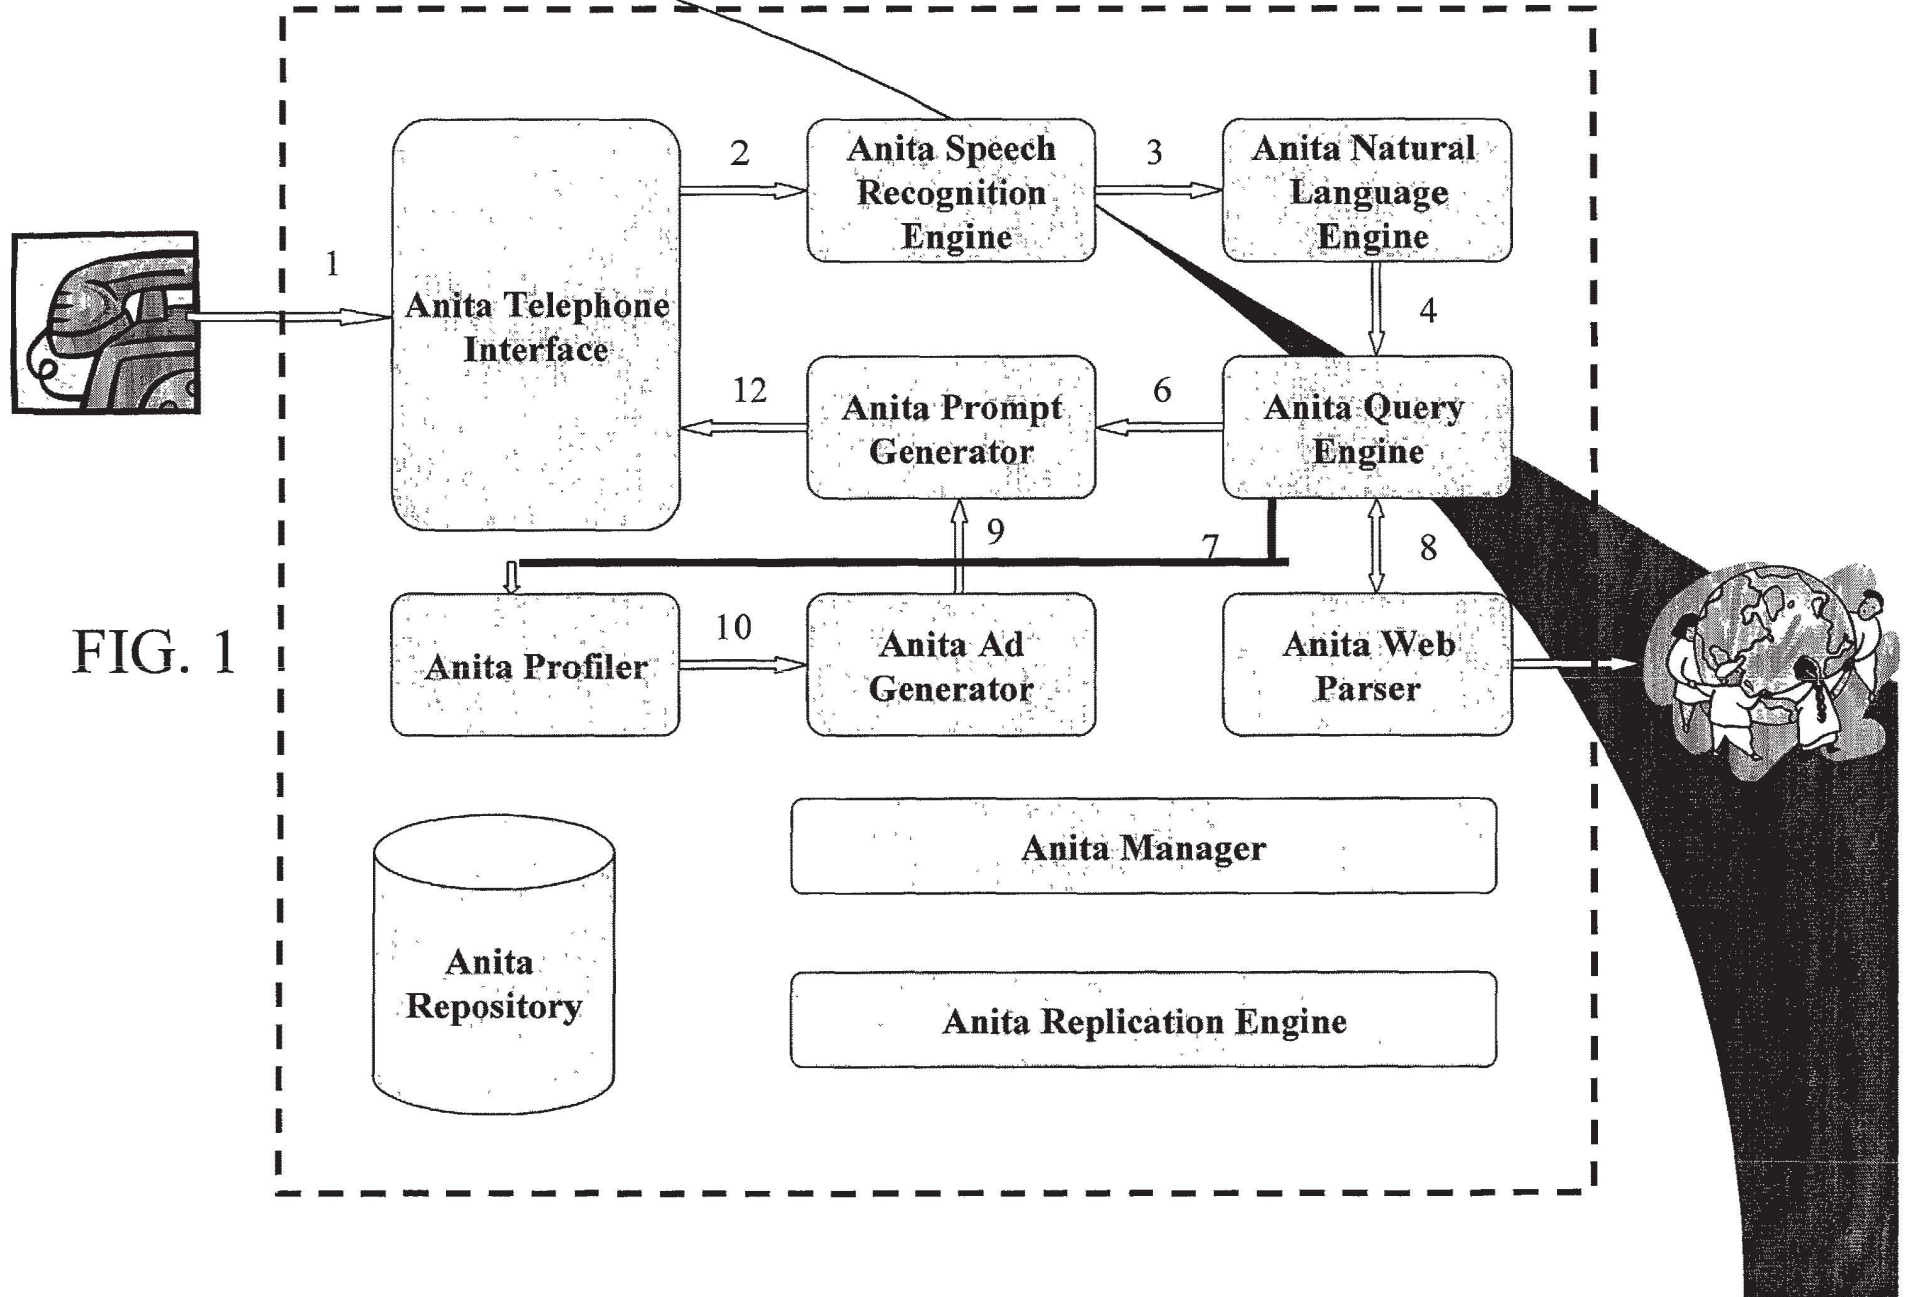 1
2
3
Anita Telephone
Interface
Anita Speech
Recognition
Engine
Anita Natural
Language
Engine
4
12
6
Anita Prompt
Generator
Anita Query
Engine
9
7
8
FIG. 1
Anita Profiler
10
Anita Ad
Generator
Anita Web
Parser
Anita Manager
Anita
Repository
Anita Replication Engine